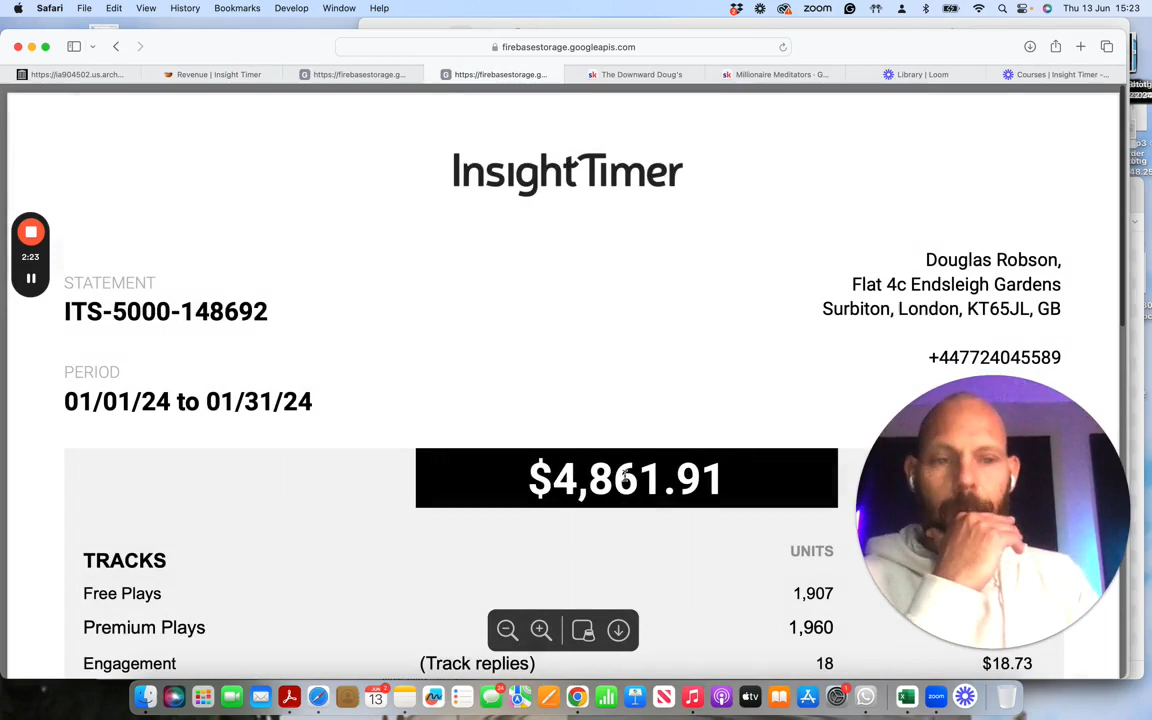 Safari File Edit View History Bookmarks Develop Window Help zoom Thu 13 Jun 15:23
firebasestorage.googleapis.com
https://ia904502.us.arch... Revenue | Insight Timer https://firebasestorage.g... https://firebasestorage.g... The Downward Doug's Millionaire Meditators - G... Library | Loom Courses | Insight Timer -...
InsightTimer
2:23
STATEMENT
ITS-5000-148692
Douglas Robson,
Flat 4c Endsleigh Gardens
Surbiton, London, KT65JL, GB
+447724045589
PERIOD
01/01/24 to 01/31/24
$4,861.91
TRACKS UNITS
Free Plays 1,907
Premium Plays 1,960
Engagement (Track replies) 18 $18.73